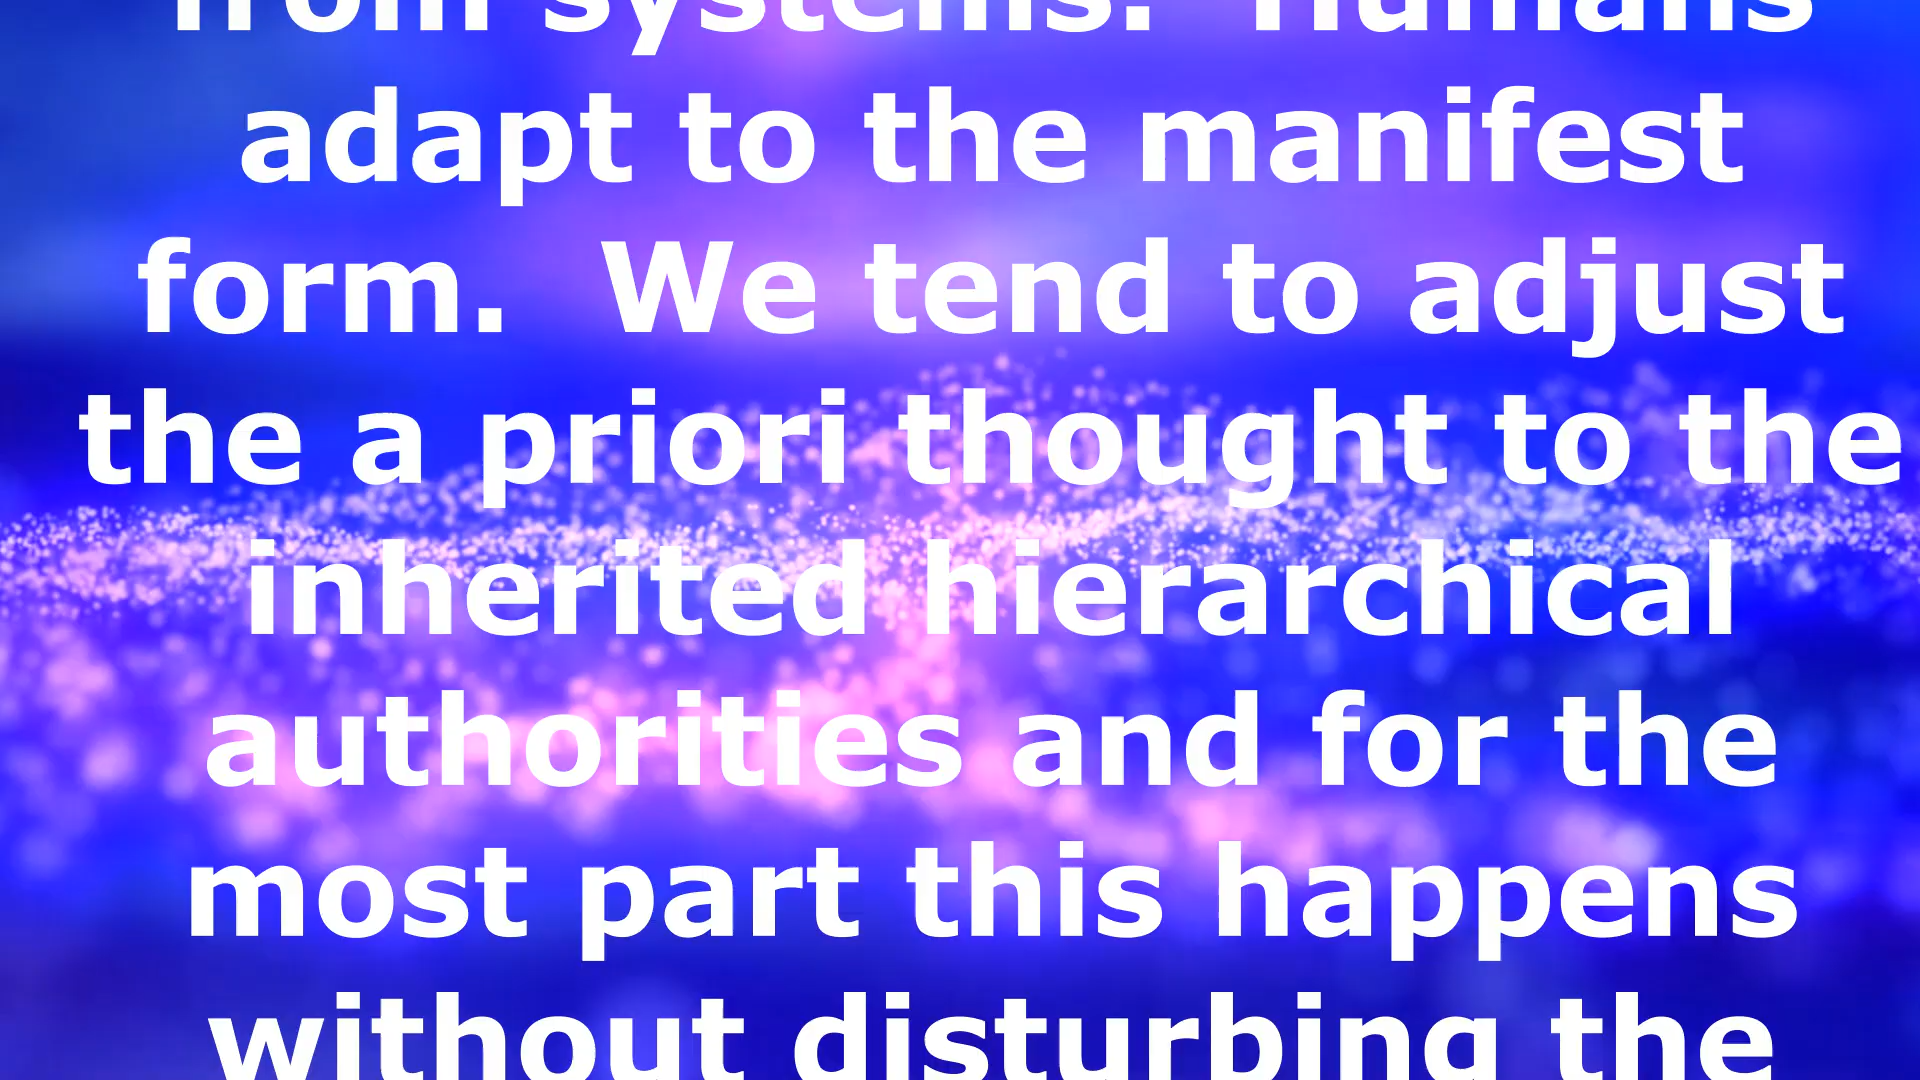 from systems.  Humans
adapt to the manifest
form.  We tend to adjust
the a priori thought to the
inherited hierarchical
authorities and for the
most part this happens
without disturbing the